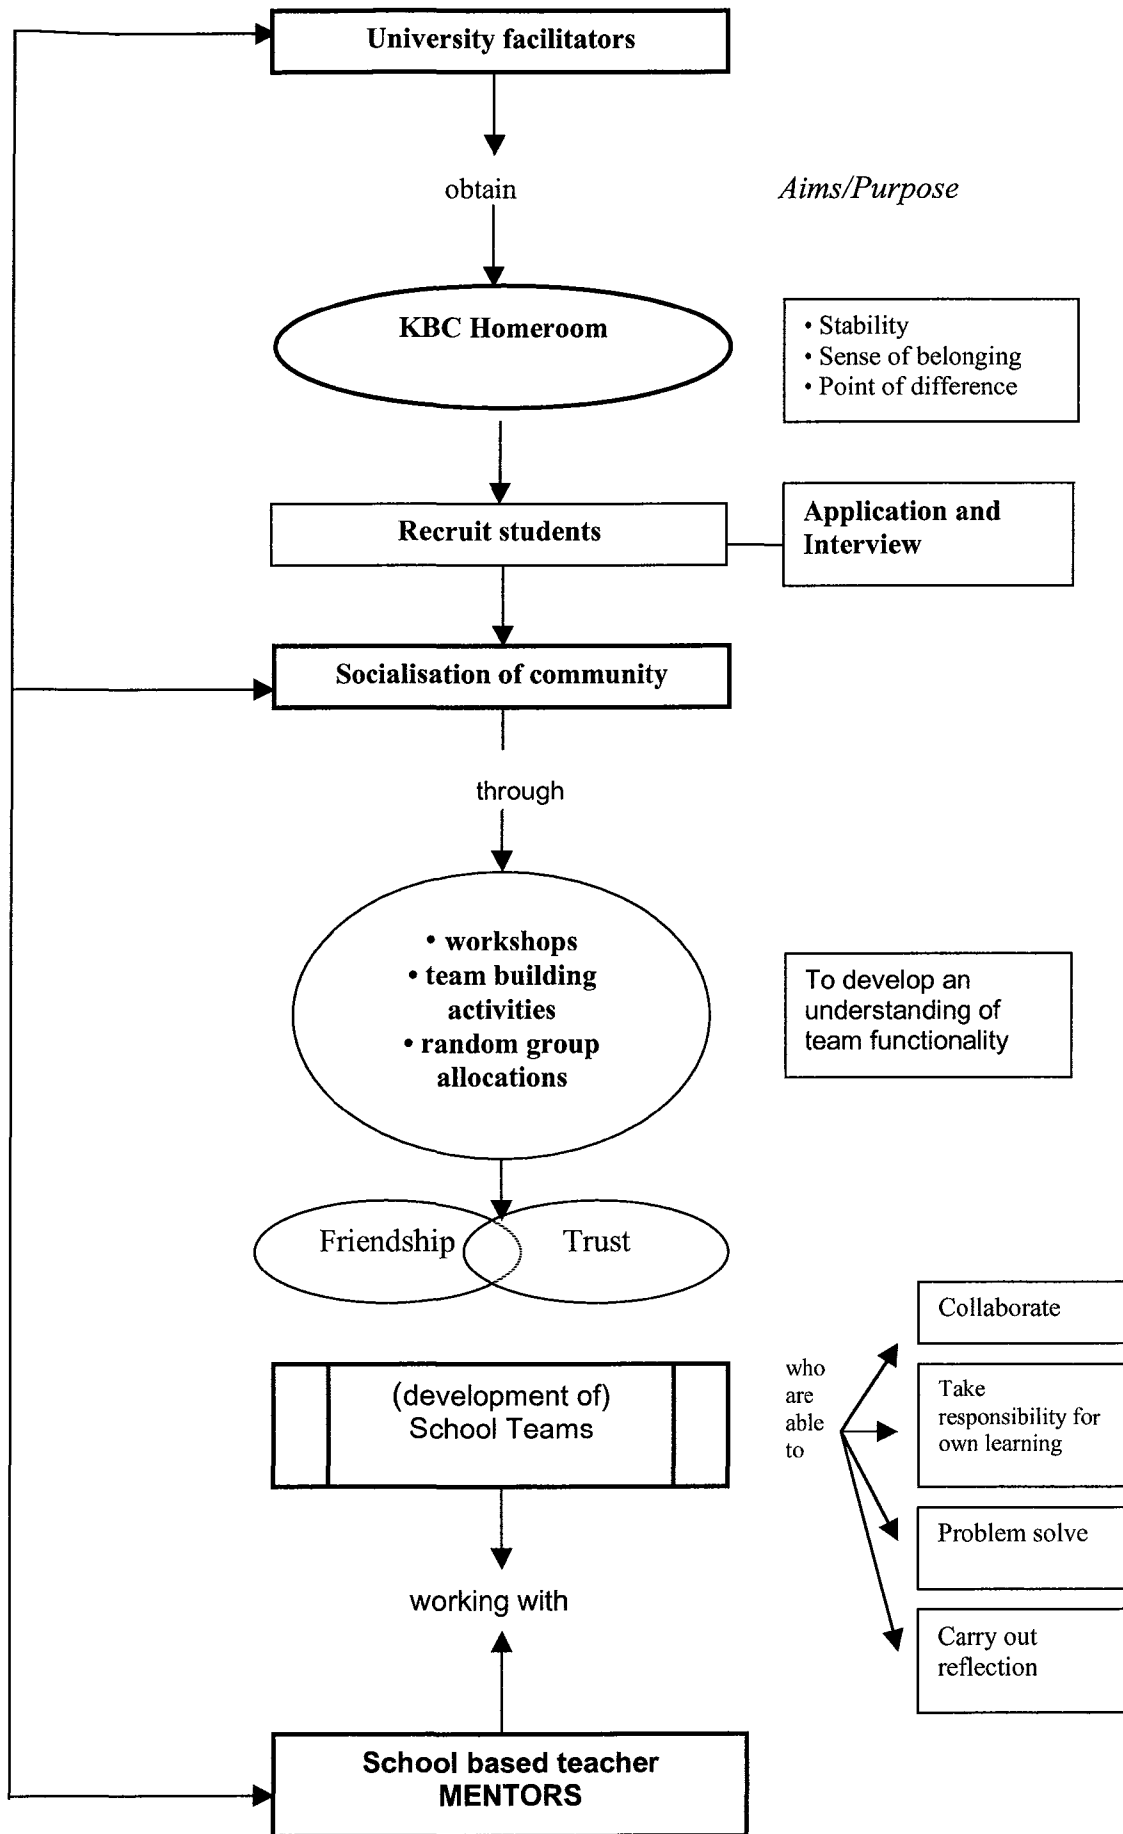 University facilitators
obtain
Aims/Purpose
KBC Homeroom
• Stability
• Sense of belonging
• Point of difference
Recruit students
Application and
Interview
Socialisation of community
through
• workshops
• team building
activities
• random group
allocations
To develop an
understanding of
team functionality
Friendship
Trust
(development of)
School Teams
who
are
able
to
Collaborate
Take
responsibility for
own learning
Problem solve
Carry out
reflection
working with
School based teacher
MENTORS